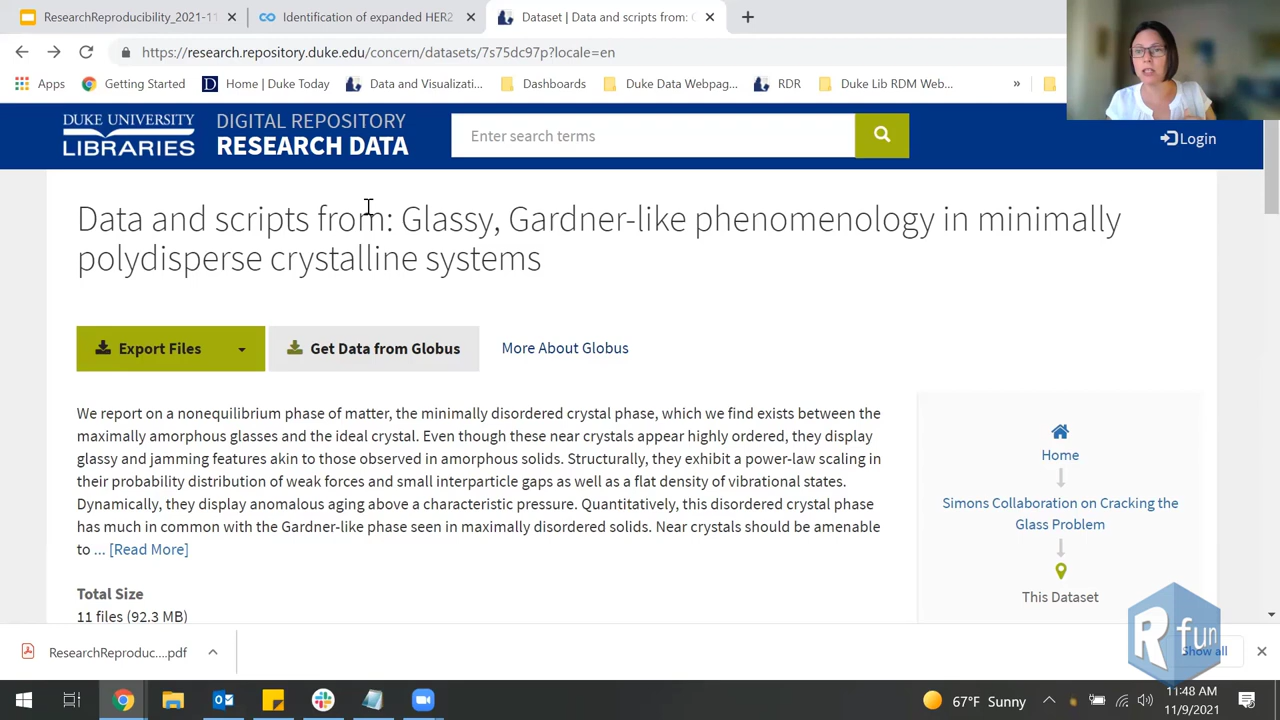 ResearchReproducibility_2021-11
Identification of expanded HER2
Dataset | Data and scripts from: G
https://research.repository.duke.edu/concern/datasets/7s75dc97p?locale=en
Apps
Getting Started
Home | Duke Today
Data and Visualizati...
Dashboards
Duke Data Webpag...
RDR
Duke Lib RDM Web...
»
DUKE UNIVERSITY
LIBRARIES
DIGITAL REPOSITORY
RESEARCH DATA
Enter search terms
Login
Data and scripts from: Glassy, Gardner-like phenomenology in minimally
polydisperse crystalline systems
Export Files
Get Data from Globus
More About Globus
We report on a nonequilibrium phase of matter, the minimally disordered crystal phase, which we find exists between the
maximally amorphous glasses and the ideal crystal. Even though these near crystals appear highly ordered, they display
glassy and jamming features akin to those observed in amorphous solids. Structurally, they exhibit a power-law scaling in
their probability distribution of weak forces and small interparticle gaps as well as a flat density of vibrational states.
Dynamically, they display anomalous aging above a characteristic pressure. Quantitatively, this disordered crystal phase
has much in common with the Gardner-like phase seen in maximally disordered solids. Near crystals should be amenable
to ... [Read More]
Total Size
11 files (92.3 MB)
Home
Simons Collaboration on Cracking the
Glass Problem
This Dataset
R fun
ResearchReproduc....pdf
Show all
67°F Sunny
11:48 AM
11/9/2021